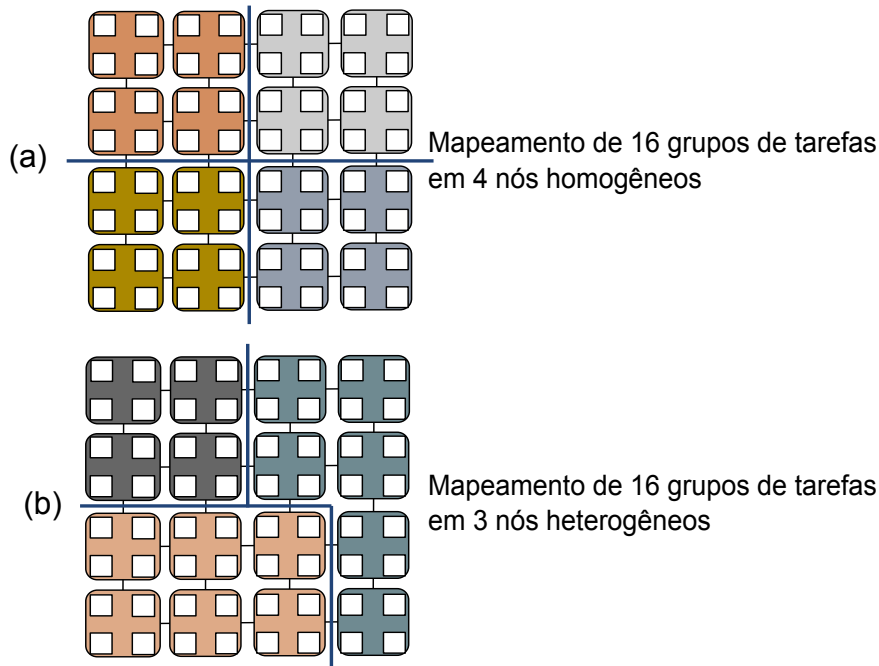 (a)
Mapeamento de 16 grupos de tarefas
em 4 nós homogêneos
(b)
Mapeamento de 16 grupos de tarefas
em 3 nós heterogêneos